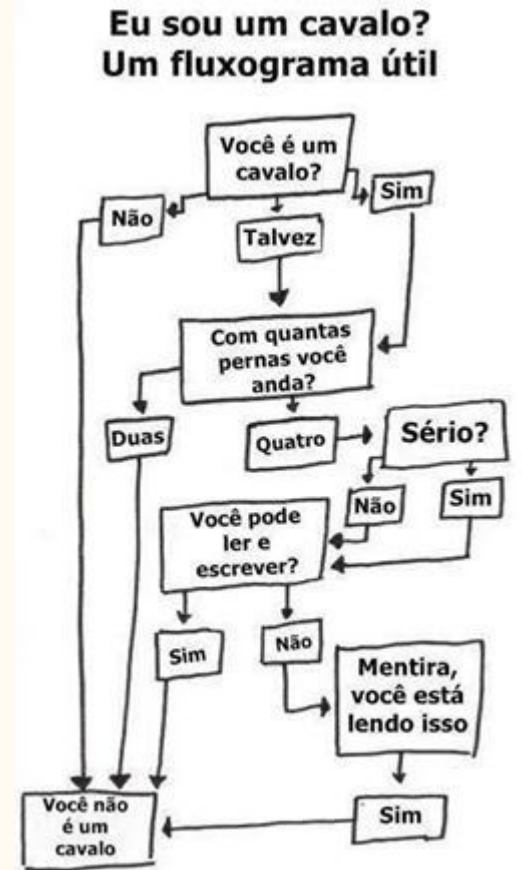 Eu sou um cavalo?
Um fluxograma útil
Você é um
cavalo?
Não
Talvez
Sim
Com quantas
pernas você
anda?
Duas
Quatro
Sério?
Não
Sim
Você pode
ler e
escrever?
Sim
Não
Mentira,
você está
lendo isso
Sim
Você não
é um
cavalo